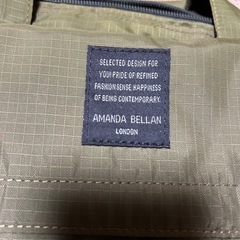 SELECTED DESIGN FOR
YOUR PRIDE OF REFINED
FASHIONSENSE.HAPPINESS
OF BEING CONTEMPORARY.
AMANDA BELLAN
LONDON